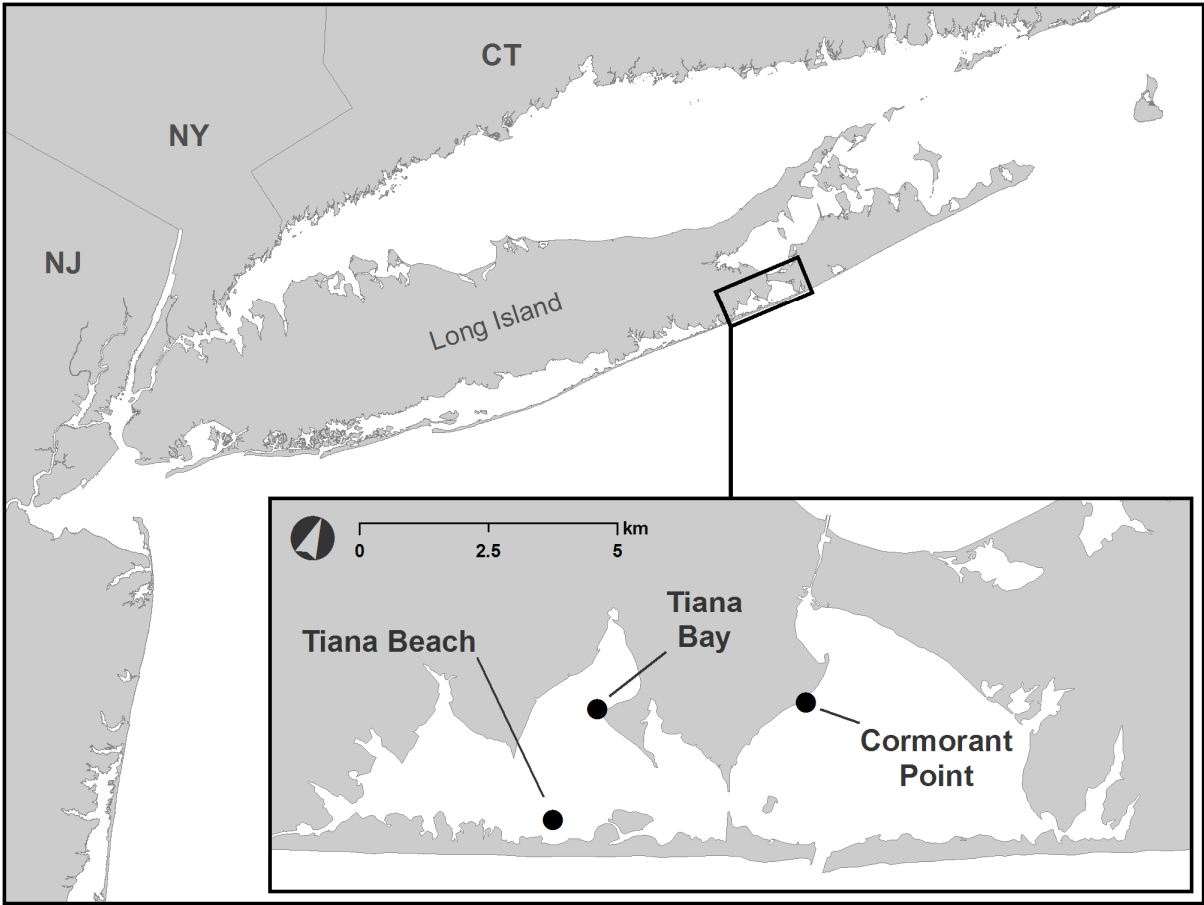 CT
NY
NJ
Long Island
km
0
2.5
5
Tiana
Bay
Tiana Beach
Cormorant
Point